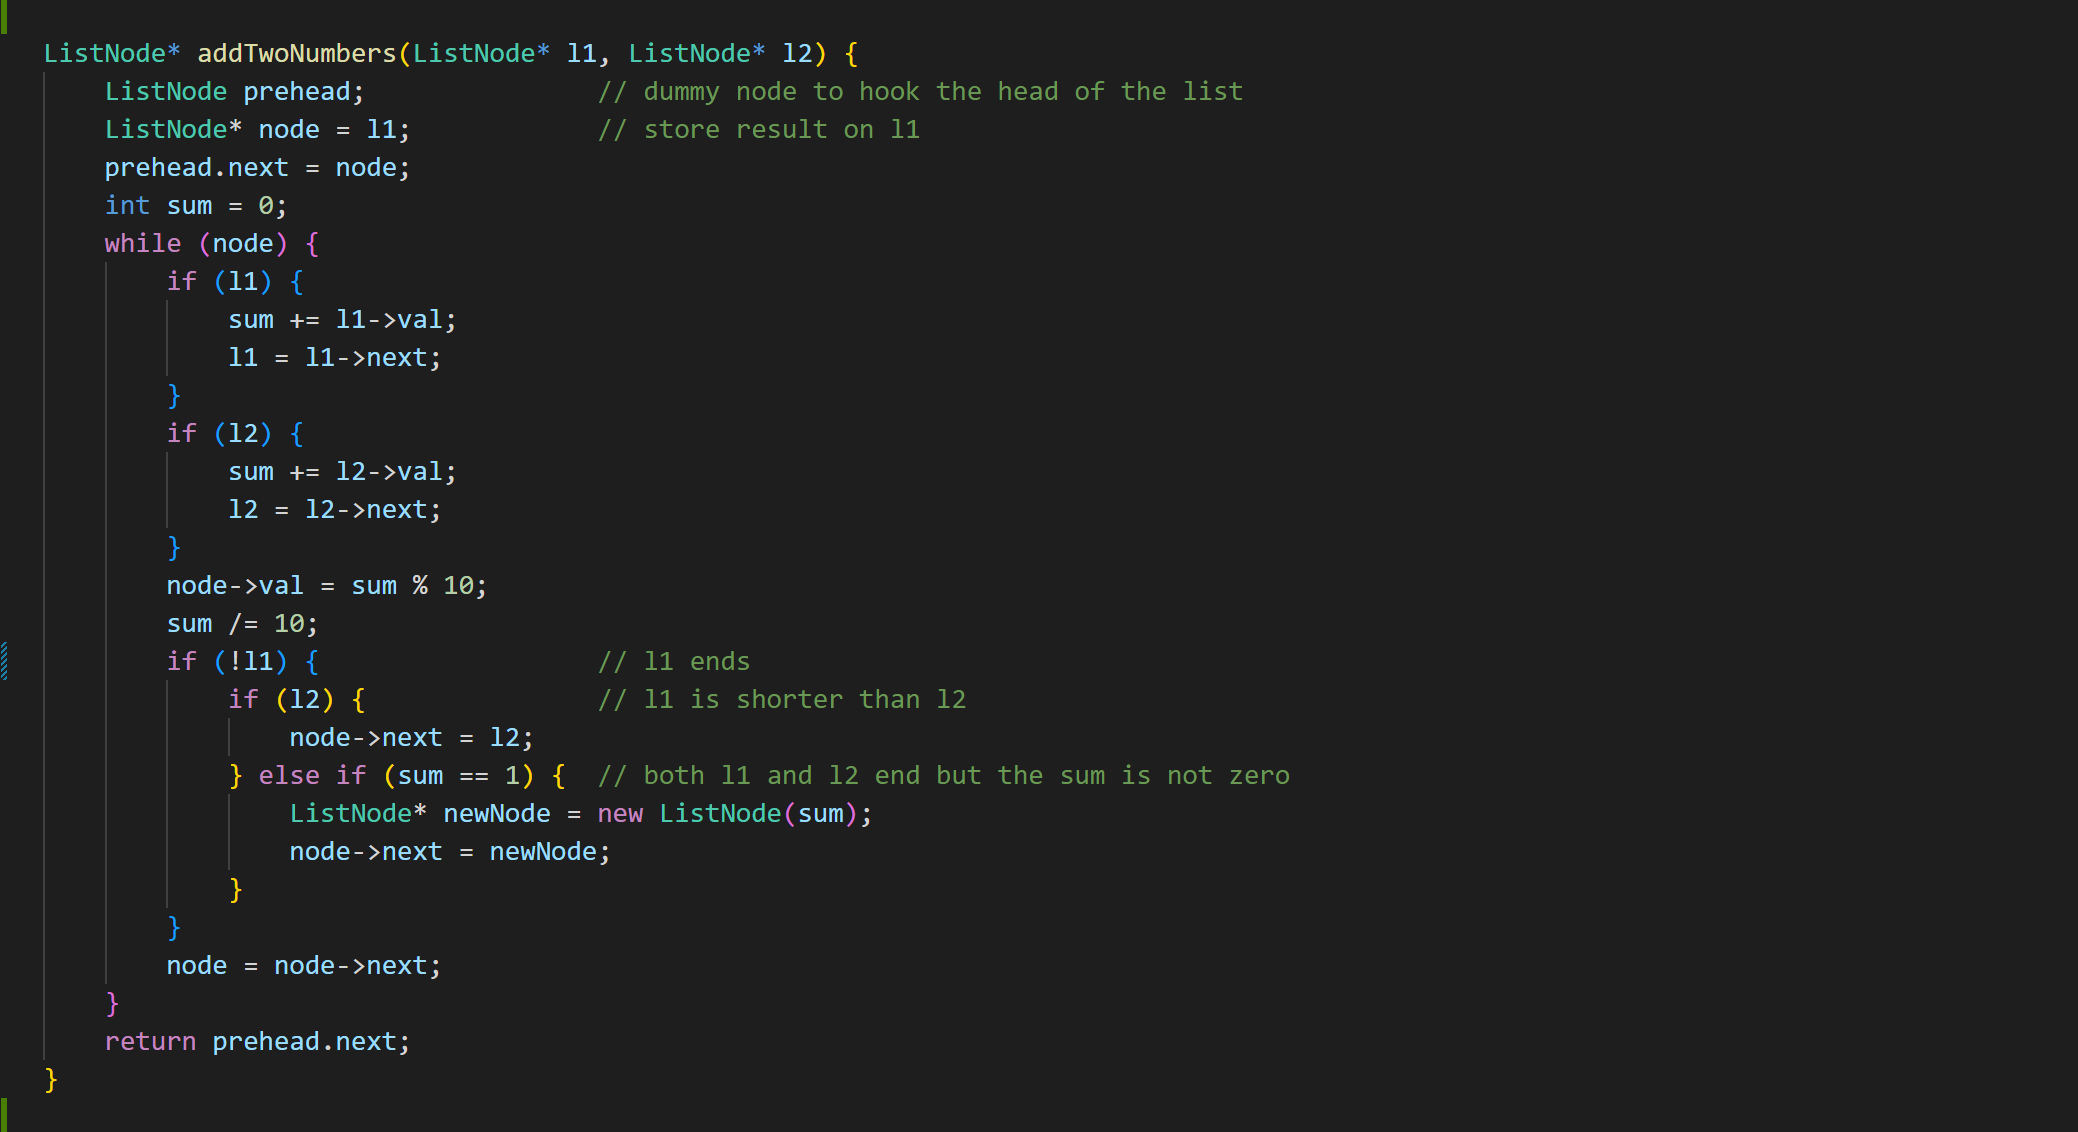 ListNode* addTwoNumbers(ListNode* l1, ListNode* l2) {
    ListNode prehead;               // dummy node to hook the head of the list
    ListNode* node = l1;            // store result on l1
    prehead.next = node;
    int sum = 0;
    while (node) {
        if (l1) {
            sum += l1->val;
            l1 = l1->next;
        }
        if (l2) {
            sum += l2->val;
            l2 = l2->next;
        }
        node->val = sum % 10;
        sum /= 10;
        if (!l1) {                  // l1 ends
            if (l2) {               // l1 is shorter than l2
                node->next = l2;
            } else if (sum == 1) {  // both l1 and l2 end but the sum is not zero
                ListNode* newNode = new ListNode(sum);
                node->next = newNode;
            }
        }
        node = node->next;
    }
    return prehead.next;
}